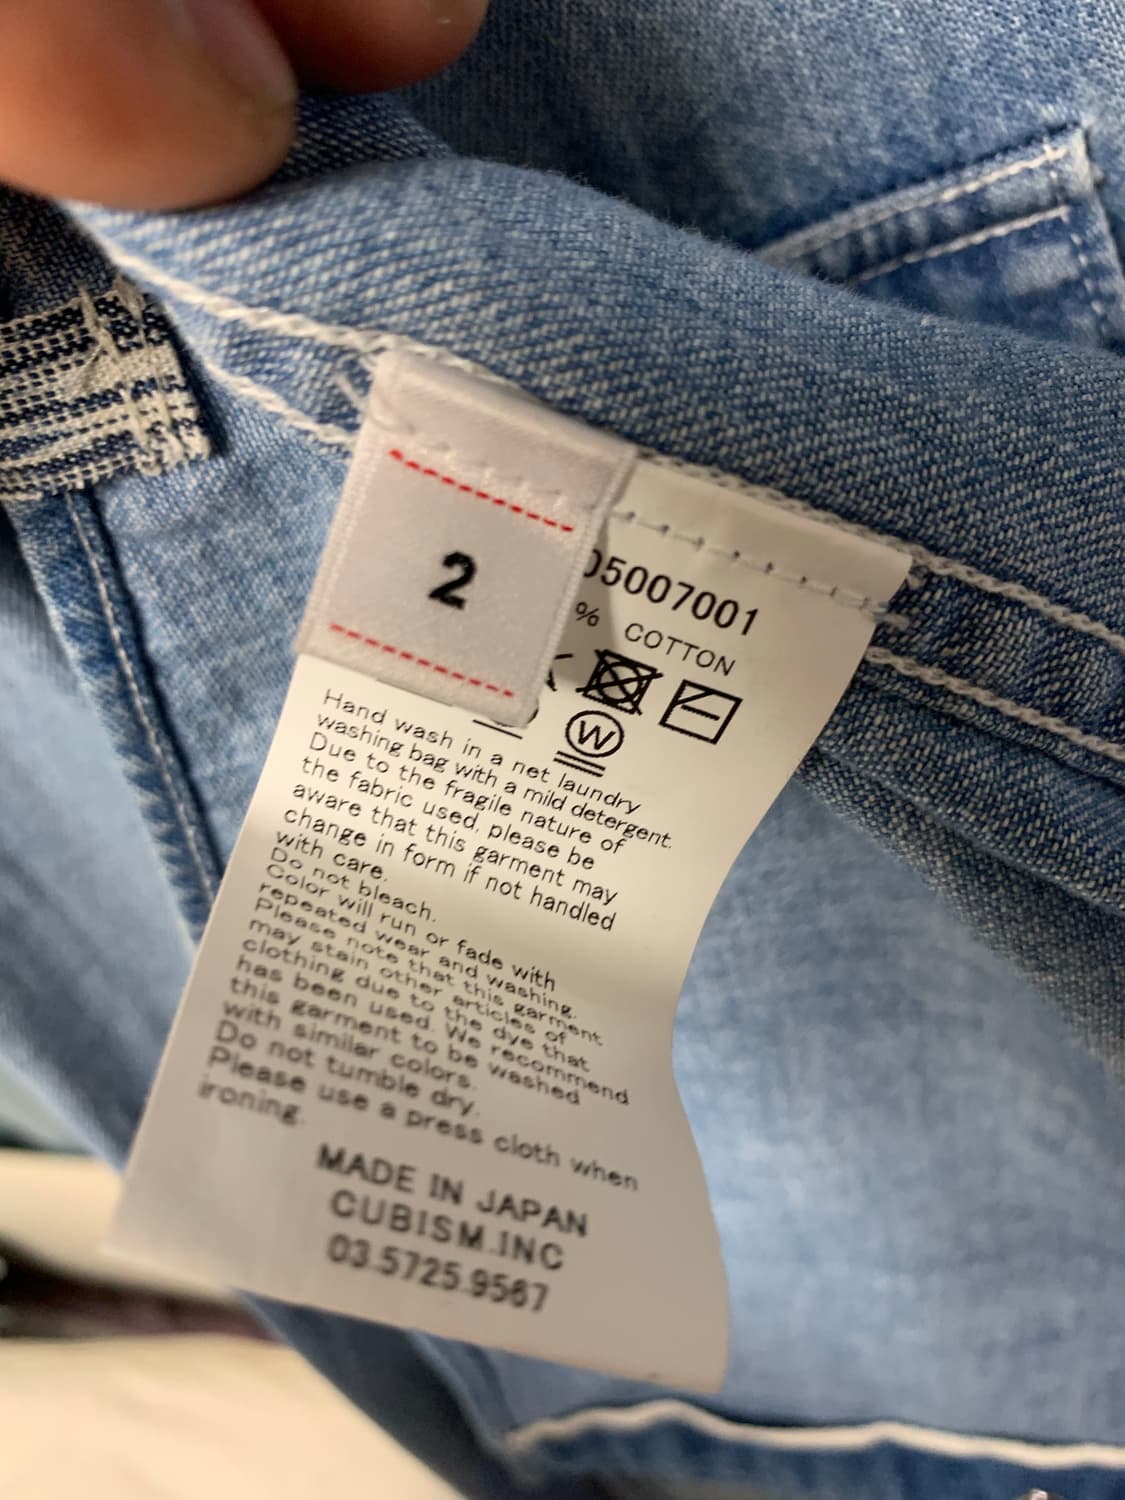 2
05007001
% COTTON
W
Hand wash in a net laundry
washing bag with a mild detergent.
Due to the fragile nature of
the fabric used, please be
aware that this garment may
change in form if not handled
with care.
Do not bleach.
Color will run or fade with
repeated wear and washing.
Please note that this garment
may stain other articles of
clothing due to the dye that
has been used. We recommend
this garment to be washed
with similar colors.
Do not tumble dry.
Please use a press cloth when
ironing.
MADE IN JAPAN
CUBISM.INC
03.5725.9567